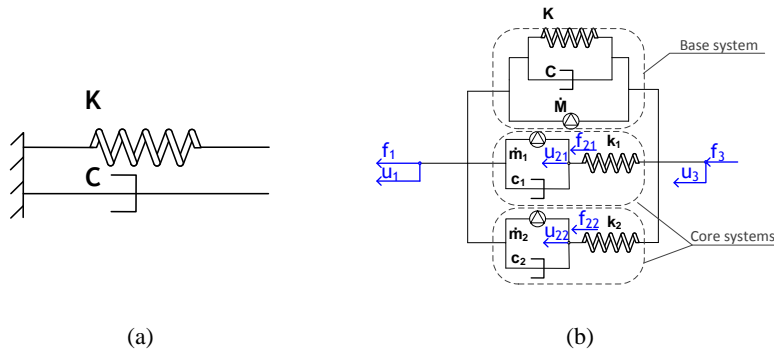 K
C
(a)
K
Base system
C
Ṁ
f₁
u₁
ṁ₁
c₁
f₂₁
u₂₁
k₁
f₃
u₃
ṁ₂
c₂
f₂₂
u₂₂
k₂
Core systems
(b)